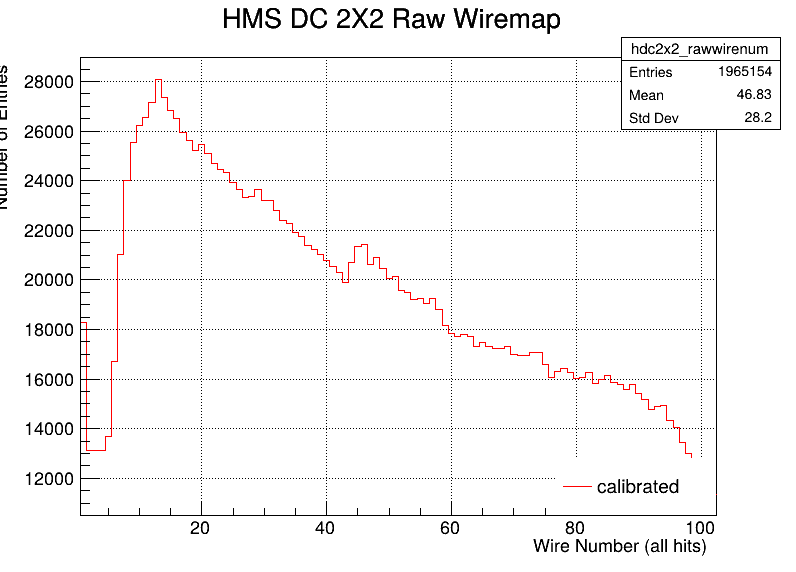 HMS DC 2X2 Raw Wiremap
hdc2x2_rawwirenum
Entries 1965154
Mean 46.83
Std Dev 28.2
Number of Entries
28000
26000
24000
22000
20000
18000
16000
14000
12000
calibrated
20 40 60 80 100
Wire Number (all hits)